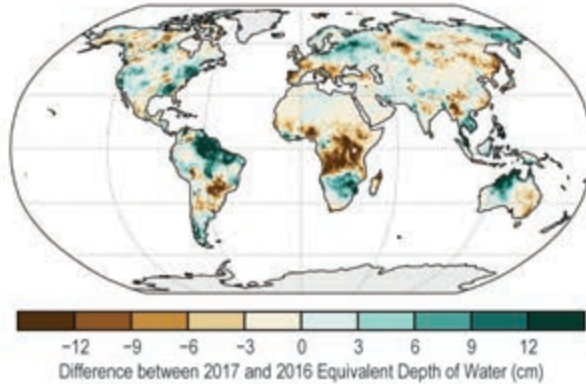 −12 −9 −6 −3 0 3 6 9 12
Difference between 2017 and 2016 Equivalent Depth of Water (cm)